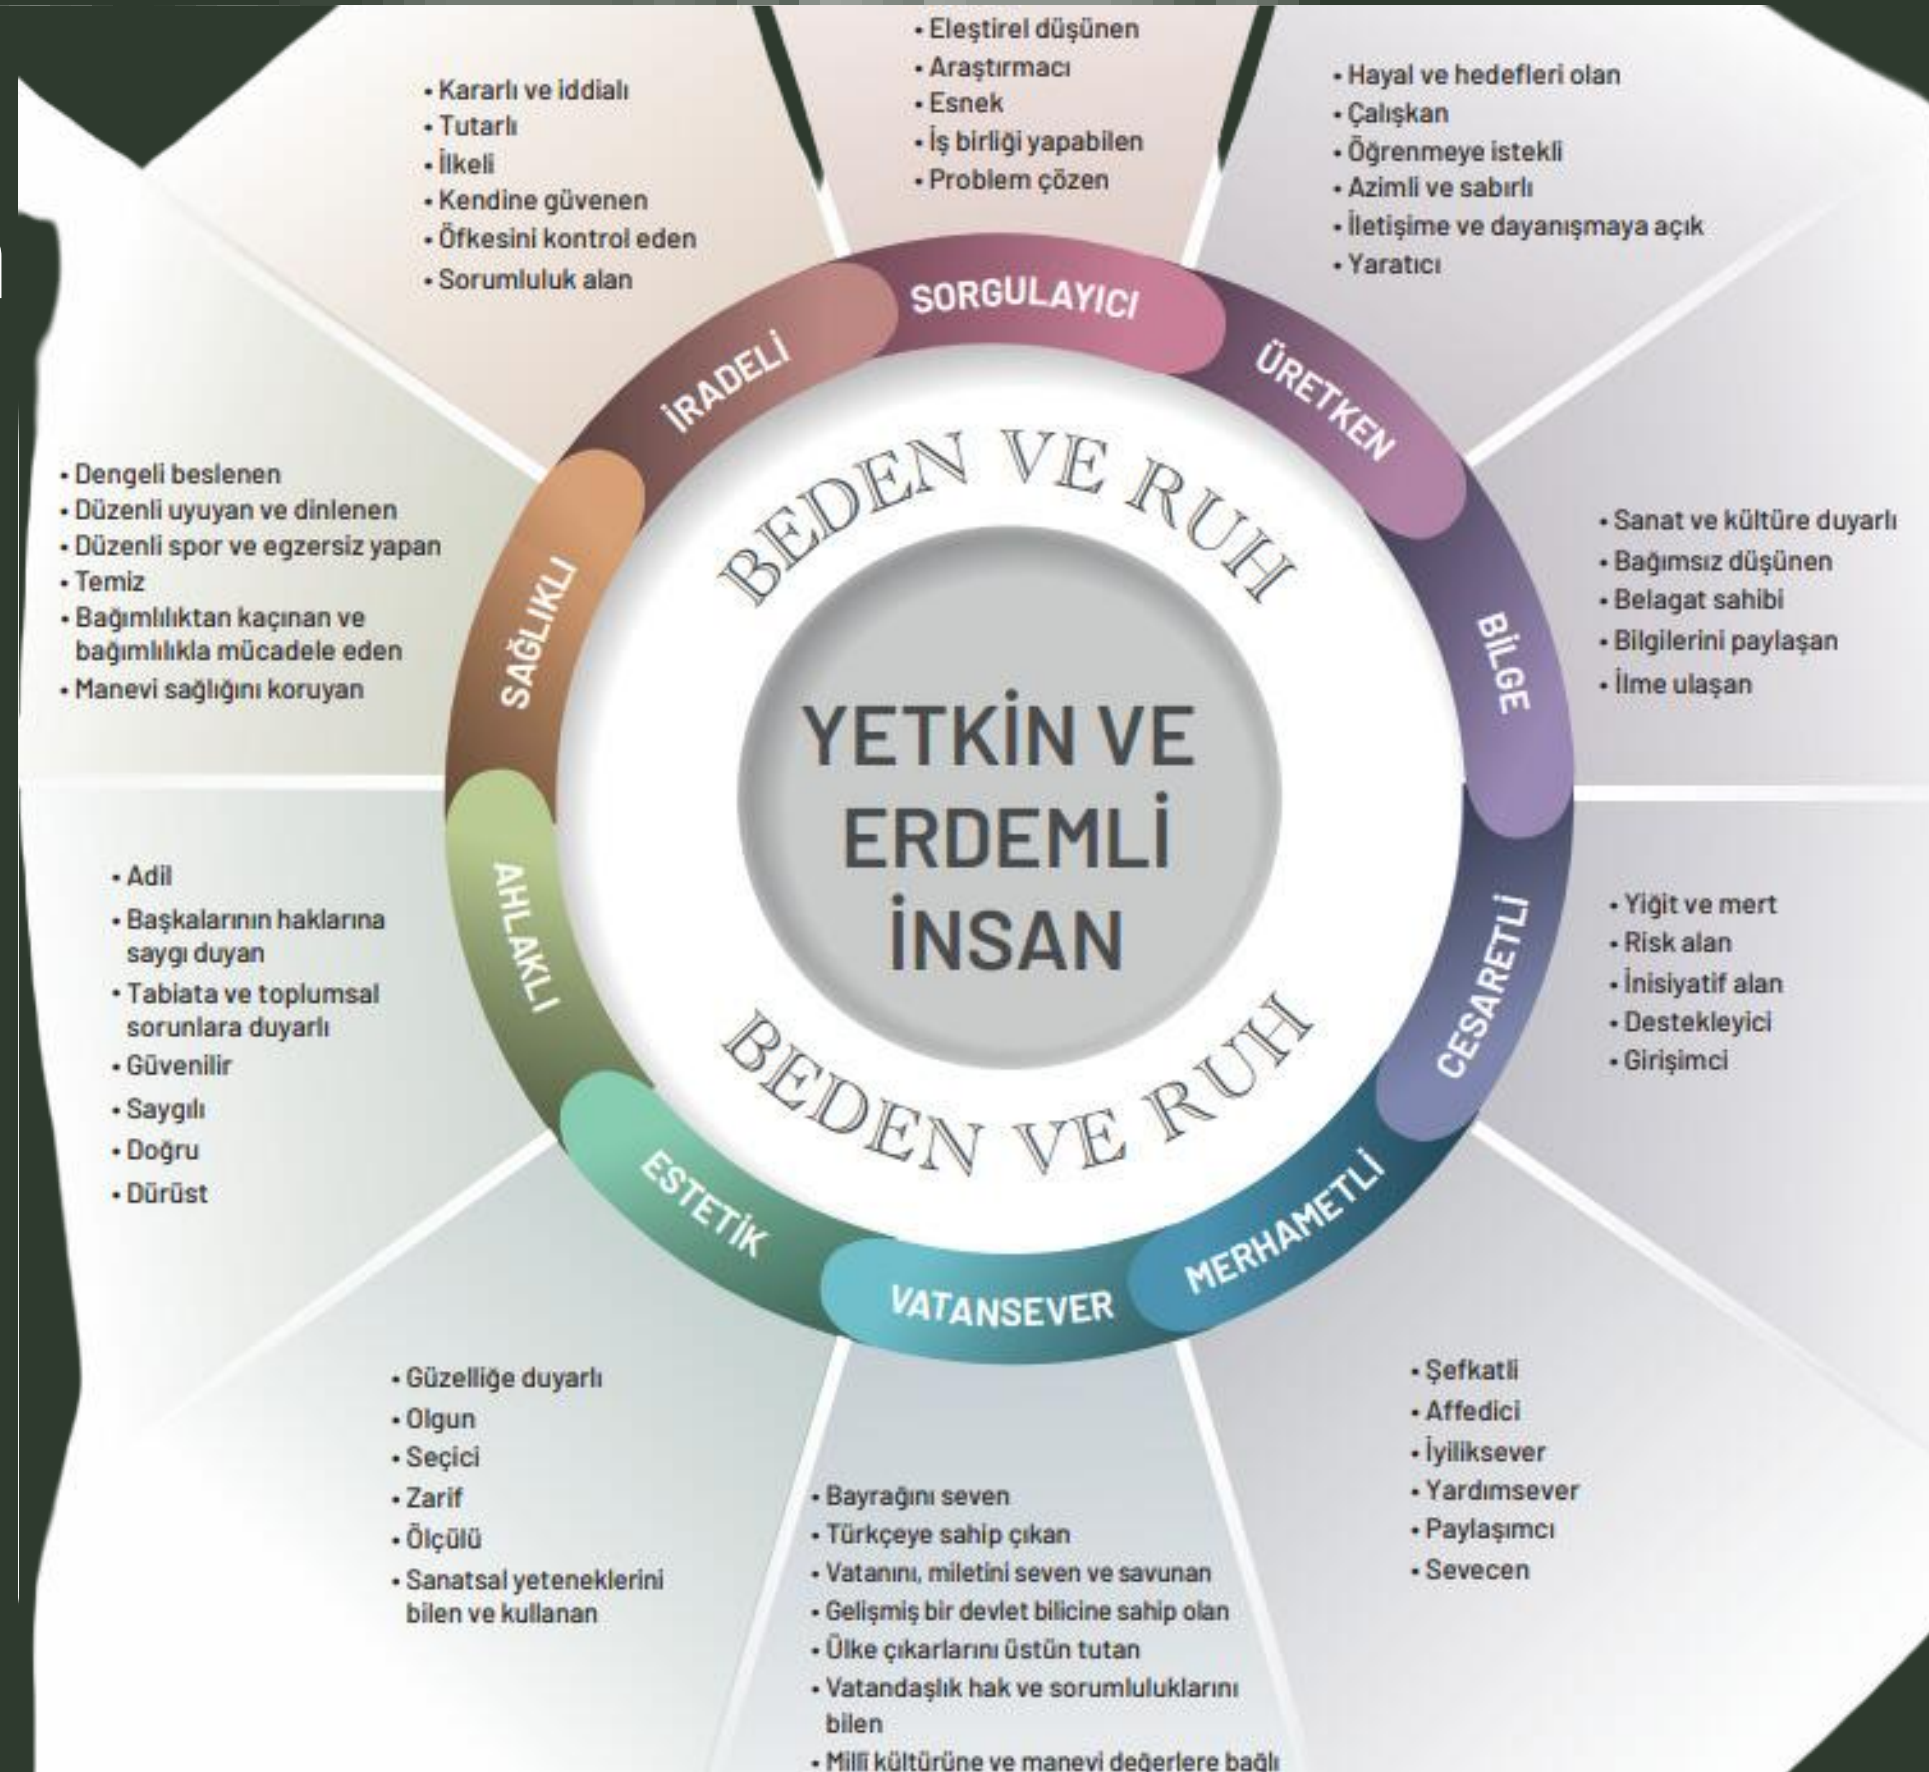 • Eleştirel düşünen
• Araştırmacı
• Esnek
• İş birliği yapabilen
• Problem çözen
• Hayal ve hedefleri olan
• Çalışkan
• Öğrenmeye istekli
• Azimli ve sabırlı
• İletişime ve dayanışmaya açık
• Yaratıcı
• Kararlı ve iddialı
• Tutarlı
• İlkeli
• Kendine güvenen
• Öfkesini kontrol eden
• Sorumluluk alan
SORGULAYICI
İRADELİ
ÜRETKEN
BEDEN VE RUH
• Dengeli beslenen
• Düzenli uyuyan ve dinlenen
• Düzenli spor ve egzersiz yapan
• Temiz
• Bağımlılıktan kaçınan ve
bağımlılıkla mücadele eden
• Manevi sağlığını koruyan
SAĞLIKLI
BİLGE
• Sanat ve kültüre duyarlı
• Bağımsız düşünen
• Belagat sahibi
• Bilgilerini paylaşan
• İlme ulaşan
YETKİN VE
ERDEMLİ
İNSAN
• Adil
• Başkalarının haklarına
saygı duyan
• Tabiata ve toplumsal
sorunlara duyarlı
• Güvenilir
• Saygılı
• Doğru
• Dürüst
AHLAKLI
CESARETLİ
• Yiğit ve mert
• Risk alan
• İnisiyatif alan
• Destekleyici
• Girişimci
BEDEN VE RUH
ESTETİK
VATANSEVER
MERHAMETLİ
• Güzelliğe duyarlı
• Olgun
• Seçici
• Zarif
• Ölçülü
• Sanatsal yeteneklerini
bilen ve kullanan
• Bayrağını seven
• Türkçeye sahip çıkan
• Vatanını, miletini seven ve savunan
• Gelişmiş bir devlet bilicine sahip olan
• Ülke çıkarlarını üstün tutan
• Vatandaşlık hak ve sorumluluklarını
bilen
• Millî kültürüne ve manevi değerlere bağlı
• Şefkatli
• Affedici
• İyiliksever
• Yardımsever
• Paylaşımcı
• Sevecen